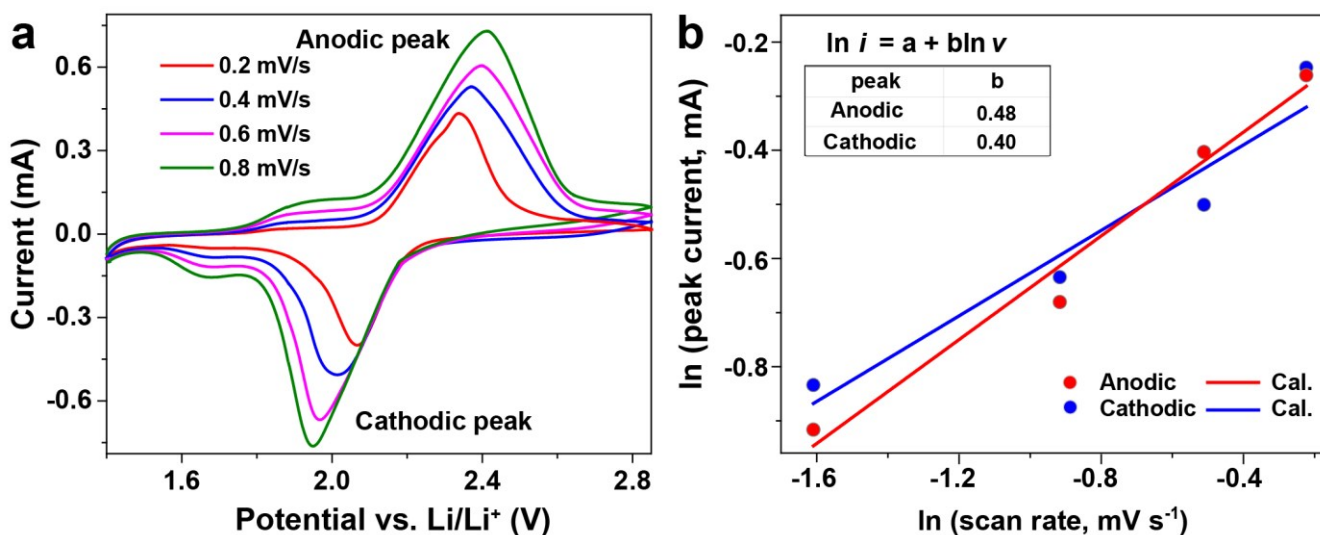 a
Anodic peak
0.2 mV/s
0.4 mV/s
0.6 mV/s
0.8 mV/s
Cathodic peak
0.6
0.3
0.0
-0.3
-0.6
Current (mA)
1.6 2.0 2.4 2.8
Potential vs. Li/Li⁺ (V)
b
ln i = a + bln v
peak b
Anodic 0.48
Cathodic 0.40
Anodic Cal.
Cathodic Cal.
-0.2
-0.4
-0.6
-0.8
ln (peak current, mA)
-1.6 -1.2 -0.8 -0.4
ln (scan rate, mV s⁻¹)